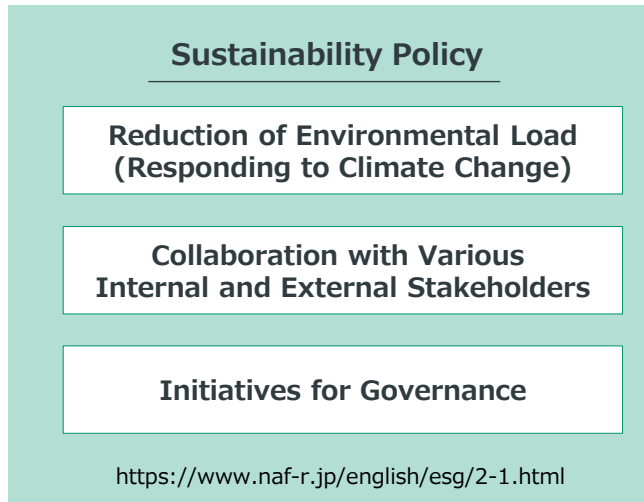 Sustainability Policy
Reduction of Environmental Load
(Responding to Climate Change)
Collaboration with Various
Internal and External Stakeholders
Initiatives for Governance
https://www.naf-r.jp/english/esg/2-1.html